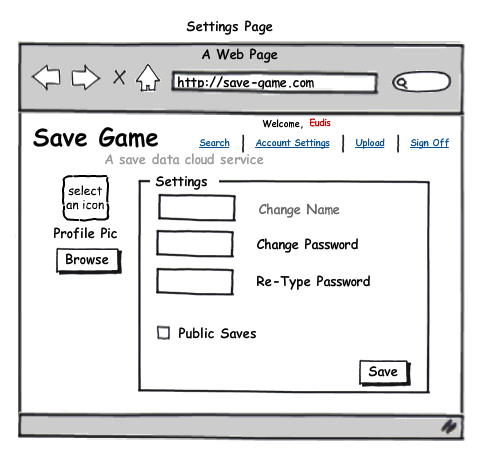 Settings Page
A Web Page
X
http://save-game.com
Welcome, Eudis
Save Game
Search | Account Settings | Upload | Sign Off
A save data cloud service
select
an icon
Profile Pic
Browse
Settings
Change Name
Change Password
Re-Type Password
Public Saves
Save